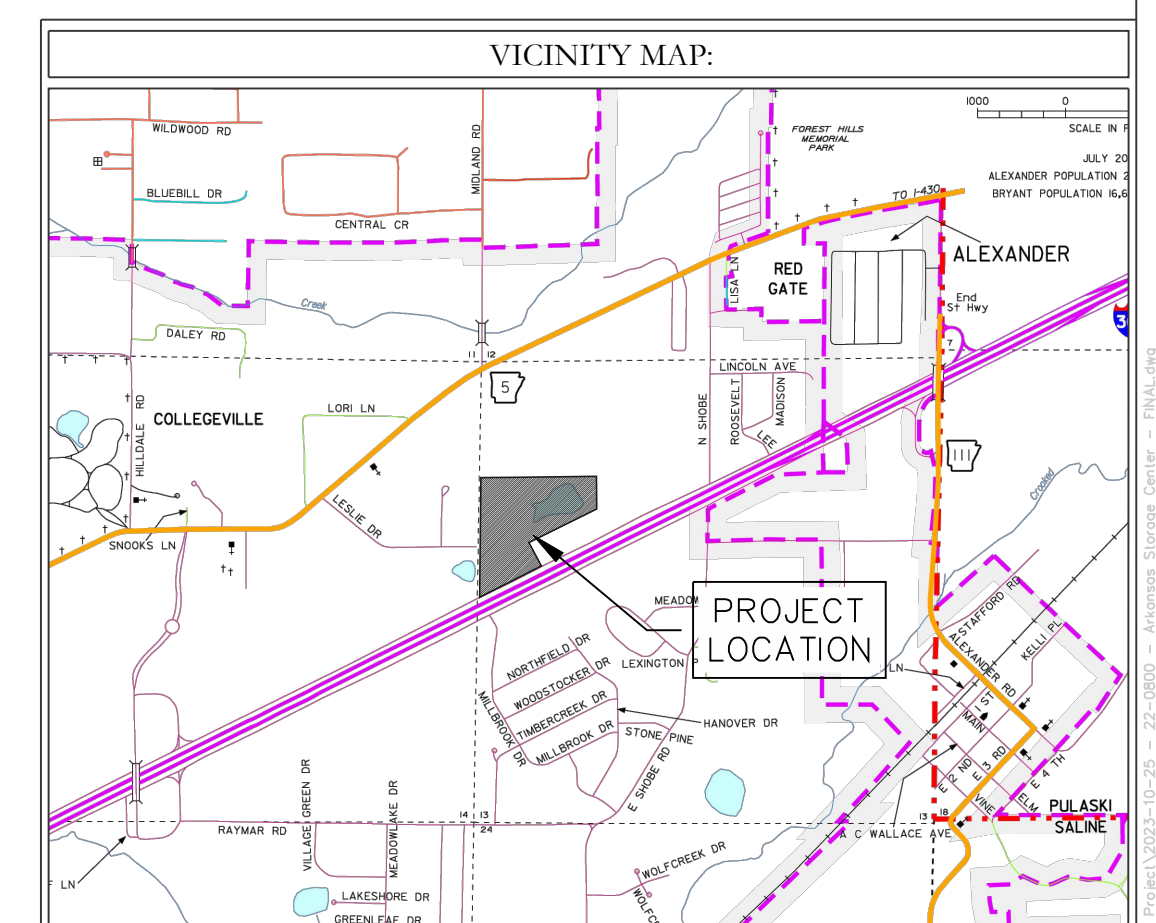 VICINITY MAP:
1000 0
SCALE IN F
JULY 20
ALEXANDER POPULATION 2
BRYANT POPULATION 16,6
WILDWOOD RD
MIDLAND RD
FOREST HILLS
MEMORIAL
PARK
BLUEBILL DR
CENTRAL CR
TO I-430
ALEXANDER
RED
GATE
LISA LN
End
St Hwy
Creek
3
DALEY RD
7
11 12
5
LINCOLN AVE
N SHOBE
ROOSEVELT
MADISON
LEE
COLLEGEVILLE
LORI LN
HILLDALE RD
111
LESLIE DR
SNOOKS LN
Crooked
PROJECT
LOCATION
MEADOW
LEXINGTON
LN
STAFFORD RD
KELLI PL
ALEXANDER RD
NORTHFIELD DR
WOODSTOCKER DR
TIMBERCREEK DR
MILLBROOK DR
MILLBROOK DR
HANOVER DR
STONE PINE
E SHOBE RD
1 ST
MAIN
E 2 ND
E 3 RD
E 4 TH
VINE
ELM
PULASKI
SALINE
A C WALLACE AVE
13 18
14 13
24
RAYMAR RD
VILLAGE GREEN DR
MEADOWLAKE DR
F LN
LAKESHORE DR
GREENLEAF DR
WOLFCREEK DR
WOLFC
Project\2023-10-25 - 22-0800 - Arkansas Storage Center - FINAL.dwg